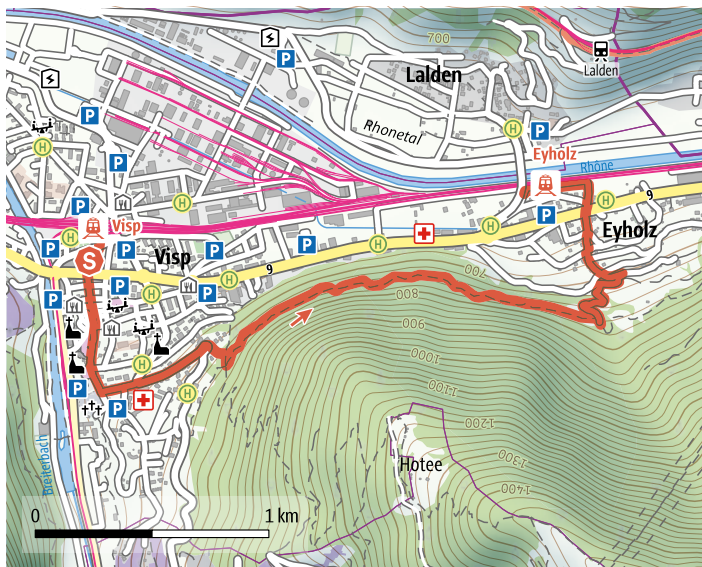 700
Lalden
Lalden
Rhonetal
H
P
P
P
P
H
Eyholz
Rhône
H
P
Visp
H
P
9
H
P
H
Eyholz
P
P
P
H
H
S
Visp
9
H
700
P
P
H
P
800
900
1000
H
P
H
1100
P
1200
Hotee
1300
1400
Breiterbach
0
1 km